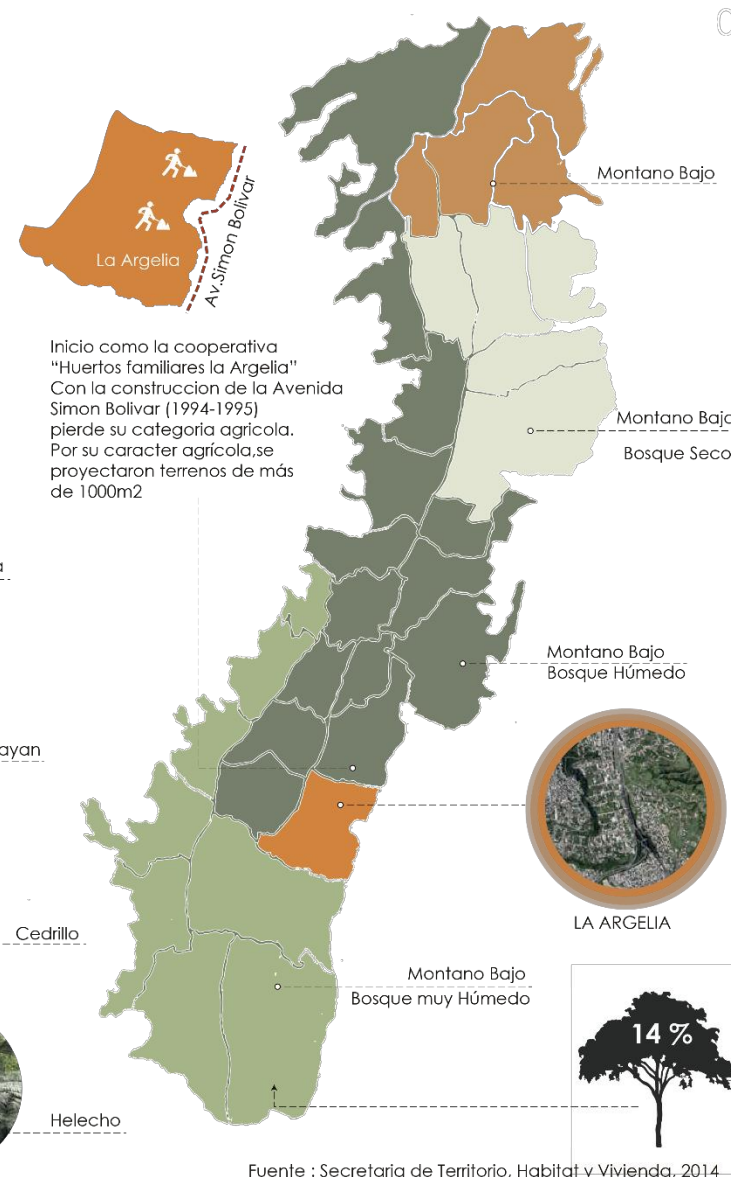 Montano Bajo
La Argelia
Av.Simon Bolivar
Inicio como la cooperativa
“Huertos familiares la Argelia”
Con la construccion de la Avenida
Simon Bolivar (1994-1995)
pierde su categoria agricola.
Por su caracter agrícola,se
proyectaron terrenos de más
de 1000m2
Montano Bajo
Bosque Seco
Montano Bajo
Bosque Húmedo
LA ARGELIA
Cedrillo
Montano Bajo
Bosque muy Húmedo
14 %
Helecho
Fuente : Secretaria de Territorio, Habitat y Vivienda, 2014